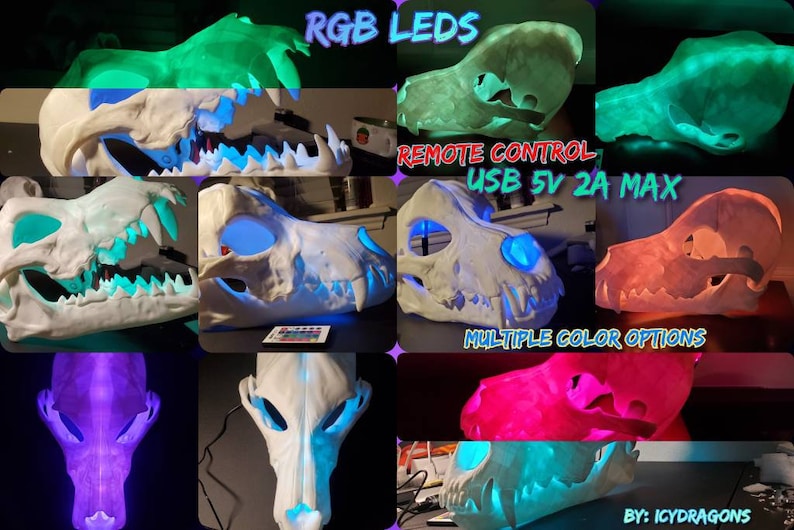 RGB LEDS
REMOTE CONTROL
USB 5V 2A MAX
MULTIPLE COLOR OPTIONS
BY: ICYDRAGONS